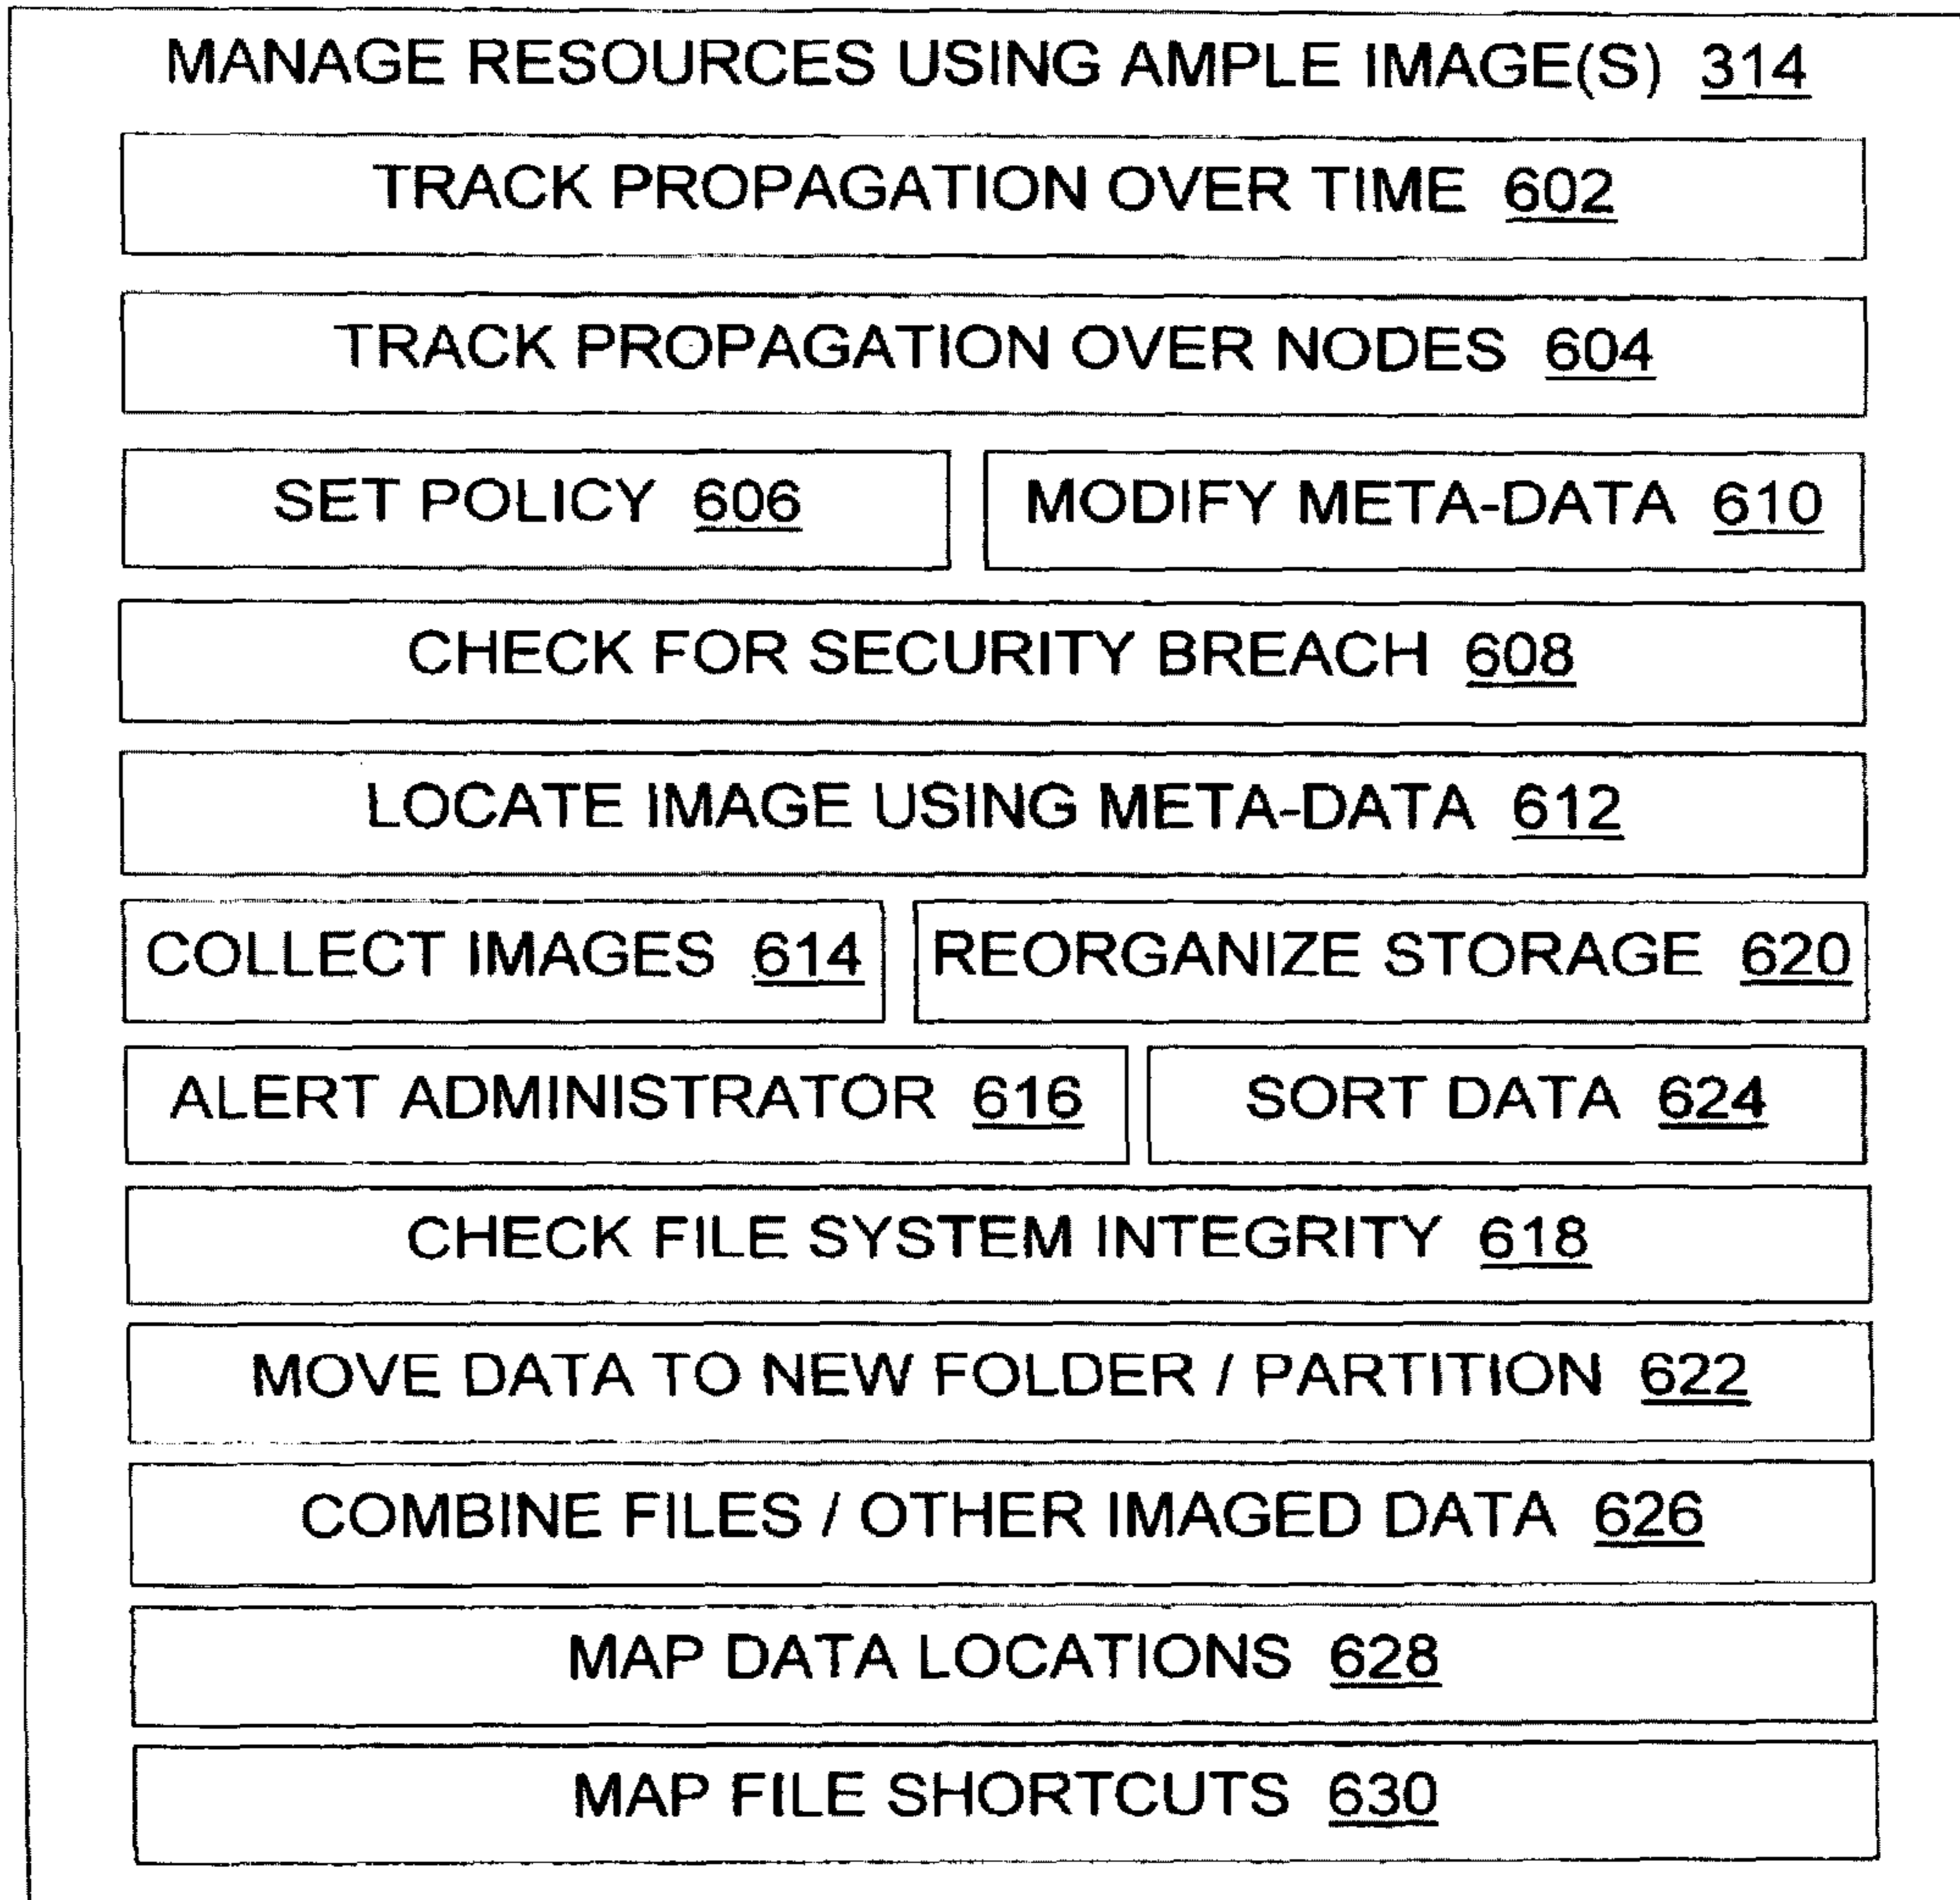 MANAGE RESOURCES USING AMPLE IMAGE(S) 314
TRACK PROPAGATION OVER TIME 602
TRACK PROPAGATION OVER NODES 604
SET POLICY 606
MODIFY META-DATA 610
CHECK FOR SECURITY BREACH 608
LOCATE IMAGE USING META-DATA 612
COLLECT IMAGES 614
REORGANIZE STORAGE 620
ALERT ADMINISTRATOR 616
SORT DATA 624
CHECK FILE SYSTEM INTEGRITY 618
MOVE DATA TO NEW FOLDER / PARTITION 622
COMBINE FILES / OTHER IMAGED DATA 626
MAP DATA LOCATIONS 628
MAP FILE SHORTCUTS 630